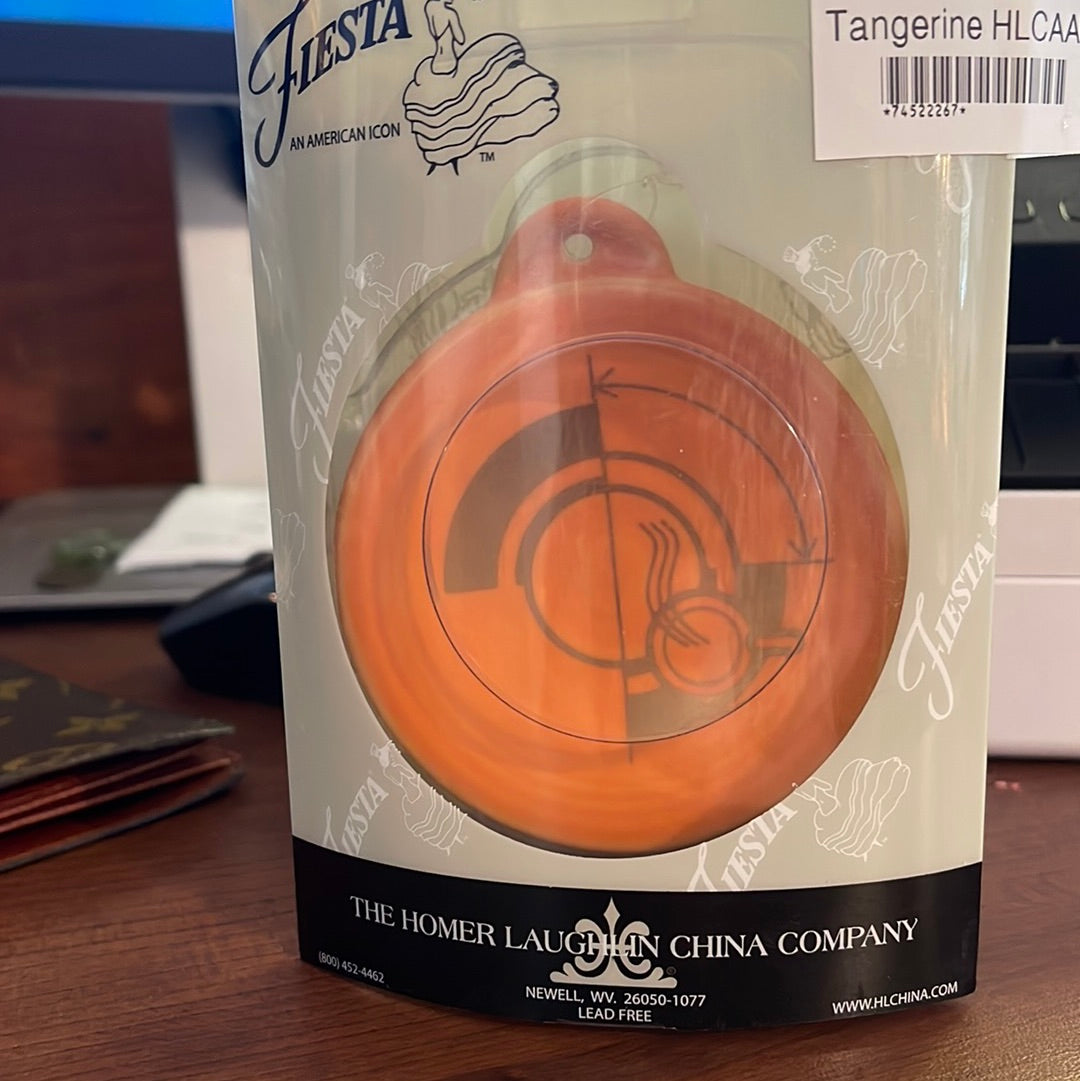 FIESTA
AN AMERICAN ICON
TM
Tangerine HLCAA
*74522267*
FIESTA
FIESTA
FIESTA
FIESTA
THE HOMER LAUGHLIN CHINA COMPANY
(800) 452-4462
NEWELL, WV. 26050-1077
LEAD FREE
WWW.HLCHINA.COM